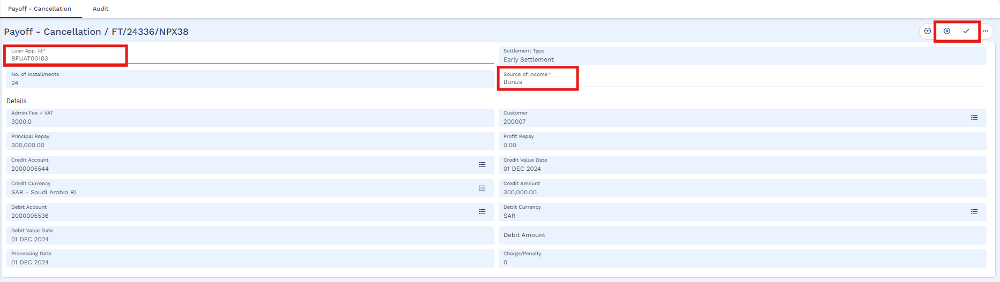 Payoff - Cancellation Audit
Payoff - Cancellation / FT/24336/NPX38
Loan App. Id*
BFUAT00103
Settlement Type
Early Settlement
No. of Installments
24
Source of Income*
Bonus
Details
Admin Fee + VAT
3000.0
Customer
200007
Principal Repay
300,000.00
Profit Repay
0.00
Credit Account
2000005544
Credit Value Date
01 DEC 2024
Credit Currency
SAR - Saudi Arabia Ri
Credit Amount
300,000.00
Debit Account
2000005536
Debit Currency
SAR
Debit Value Date
01 DEC 2024
Debit Amount
Processing Date
01 DEC 2024
Charge/Penalty
0